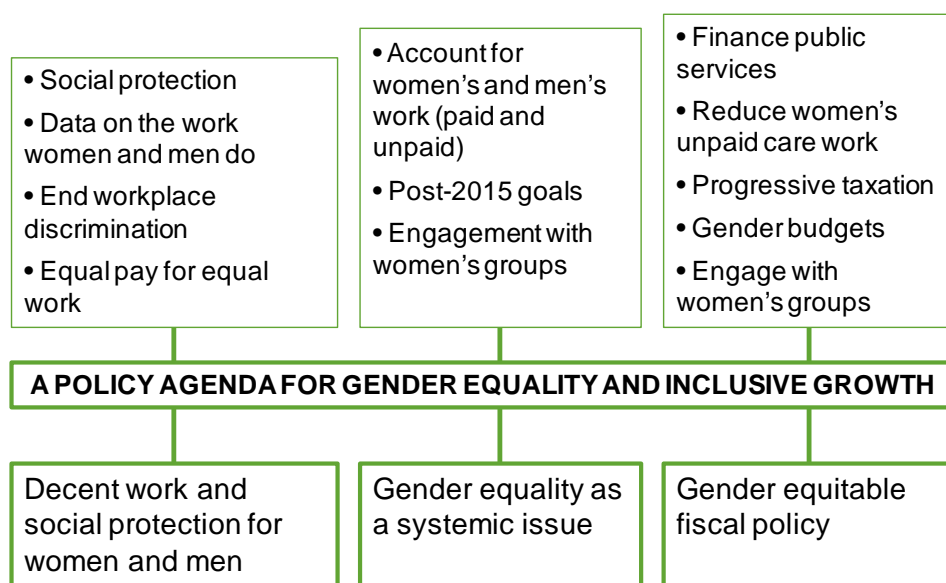 • Social protection
• Data on the work
women and men do
• End workplace
discrimination
• Equal pay for equal
work
• Account for
women’s and men’s
work (paid and
unpaid)
• Post-2015 goals
• Engagement with
women’s groups
• Finance public
services
• Reduce women’s
unpaid care work
• Progressive taxation
• Gender budgets
• Engage with
women’s groups
A POLICY AGENDA FOR GENDER EQUALITY AND INCLUSIVE GROWTH
Decent work and
social protection for
women and men
Gender equality as
a systemic issue
Gender equitable
fiscal policy